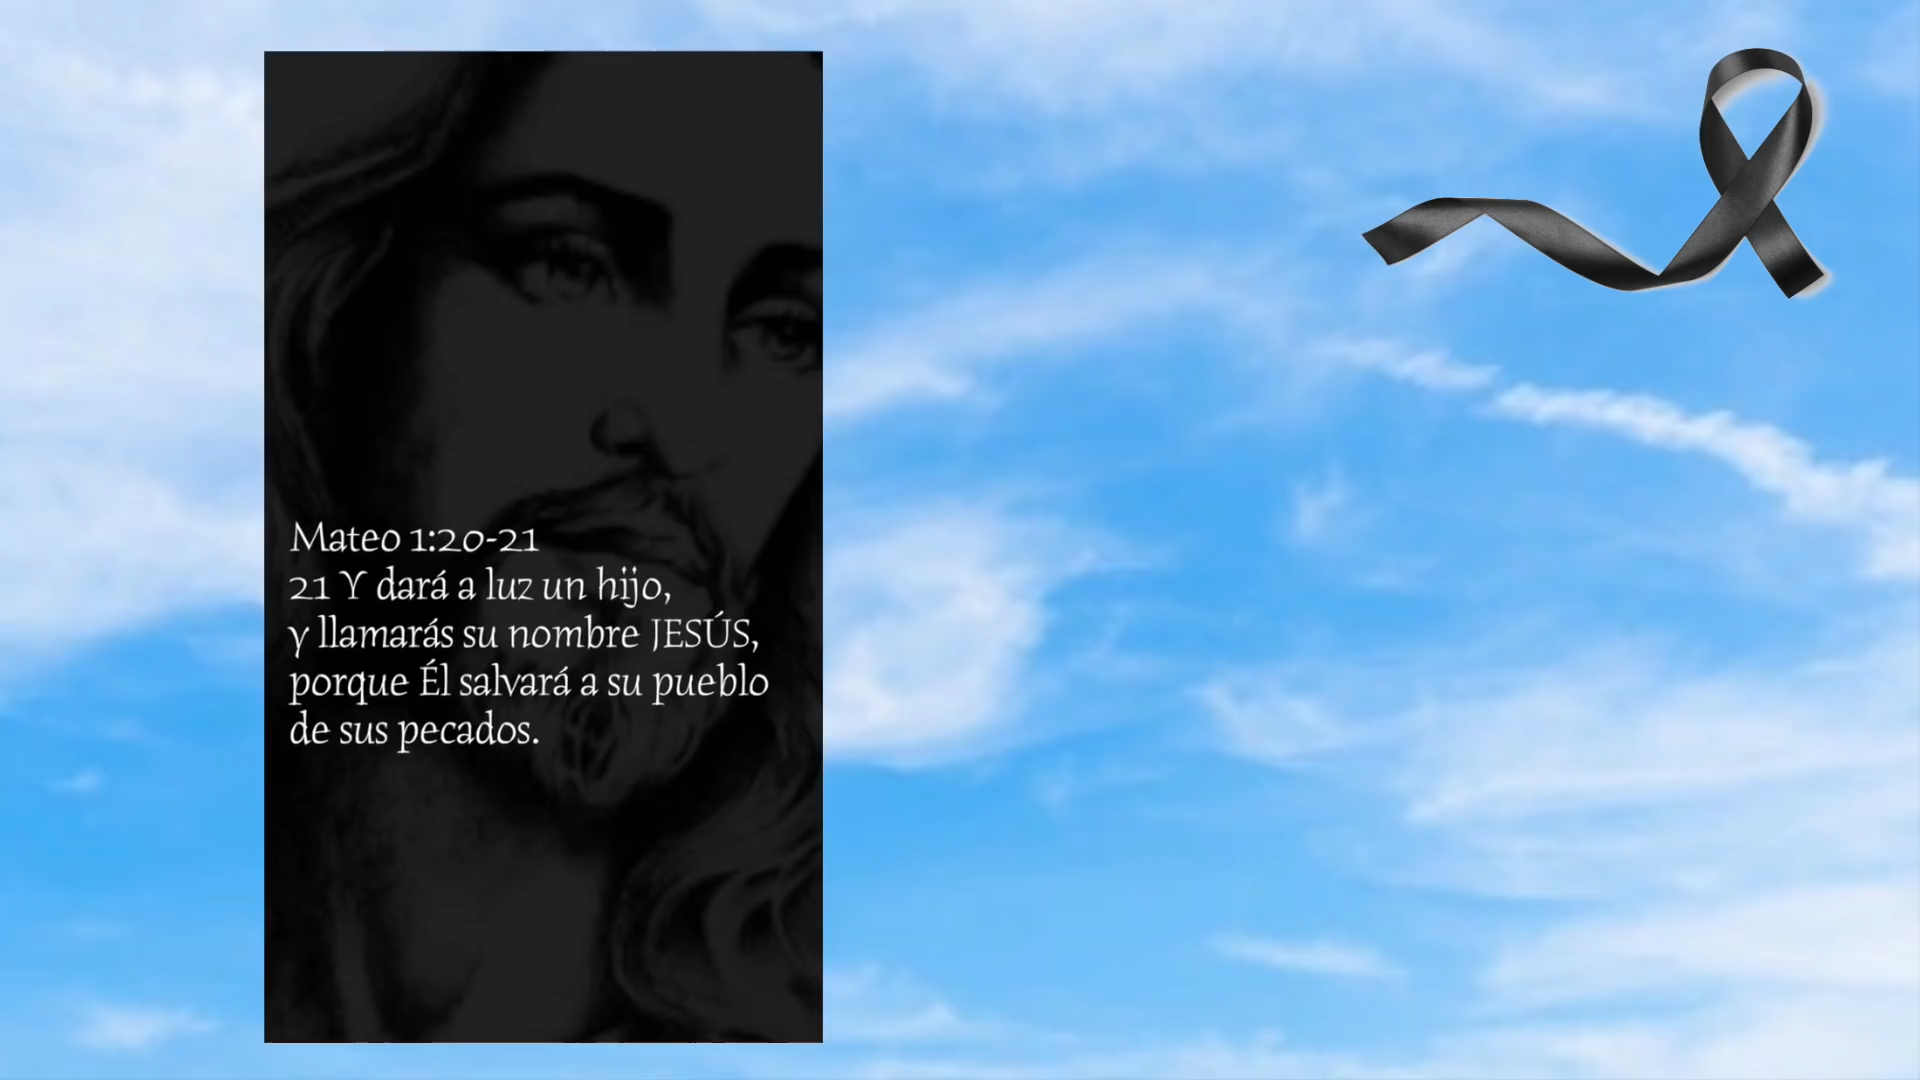 Mateo 1:20-21
21 Y dará a luz un hijo,
y llamarás su nombre JESÚS,
porque Él salvará a su pueblo
de sus pecados.